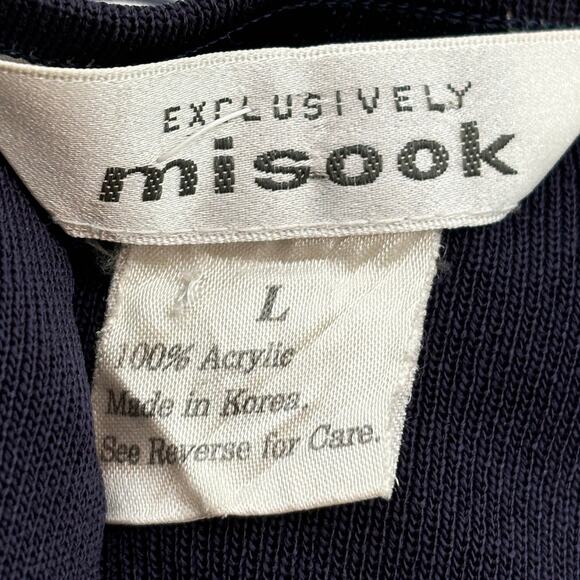 EXCLUSIVELY
misook
L
100% Acrylic
Made in Korea.
See Reverse for Care.